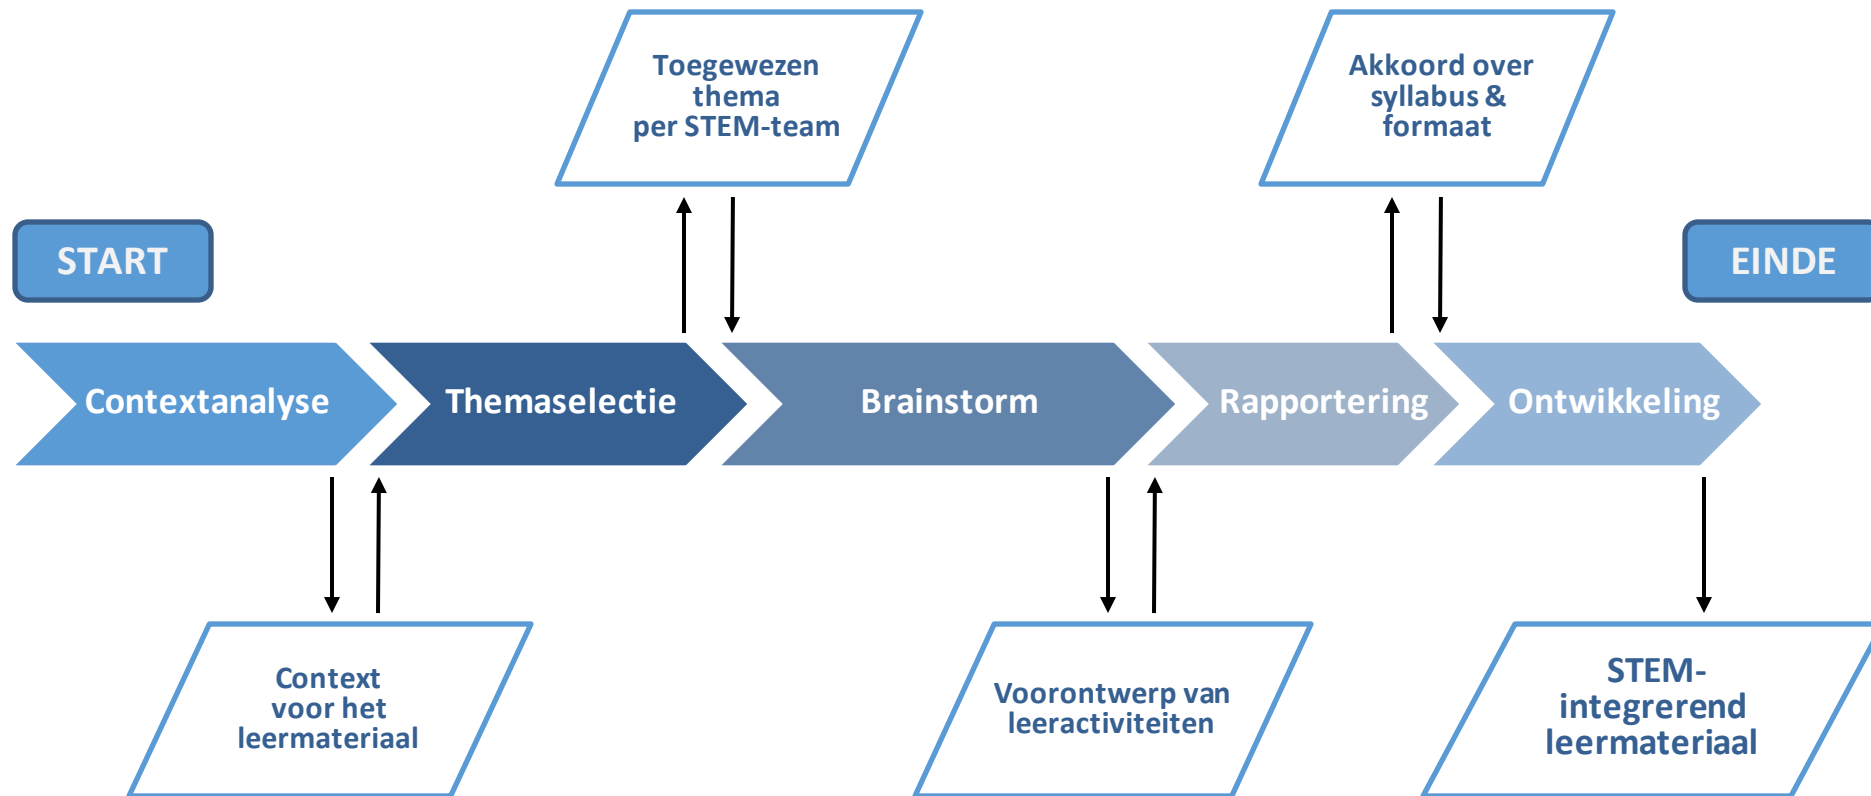 Toegewezen
thema
per STEM-team
Akkoord over
syllabus &
formaat
START
EINDE
Contextanalyse
Themaselectie
Brainstorm
Rapportering
Ontwikkeling
Context
voor het
leermateriaal
Voorontwerp van
leeractiviteiten
STEM-
integrerend
leermateriaal